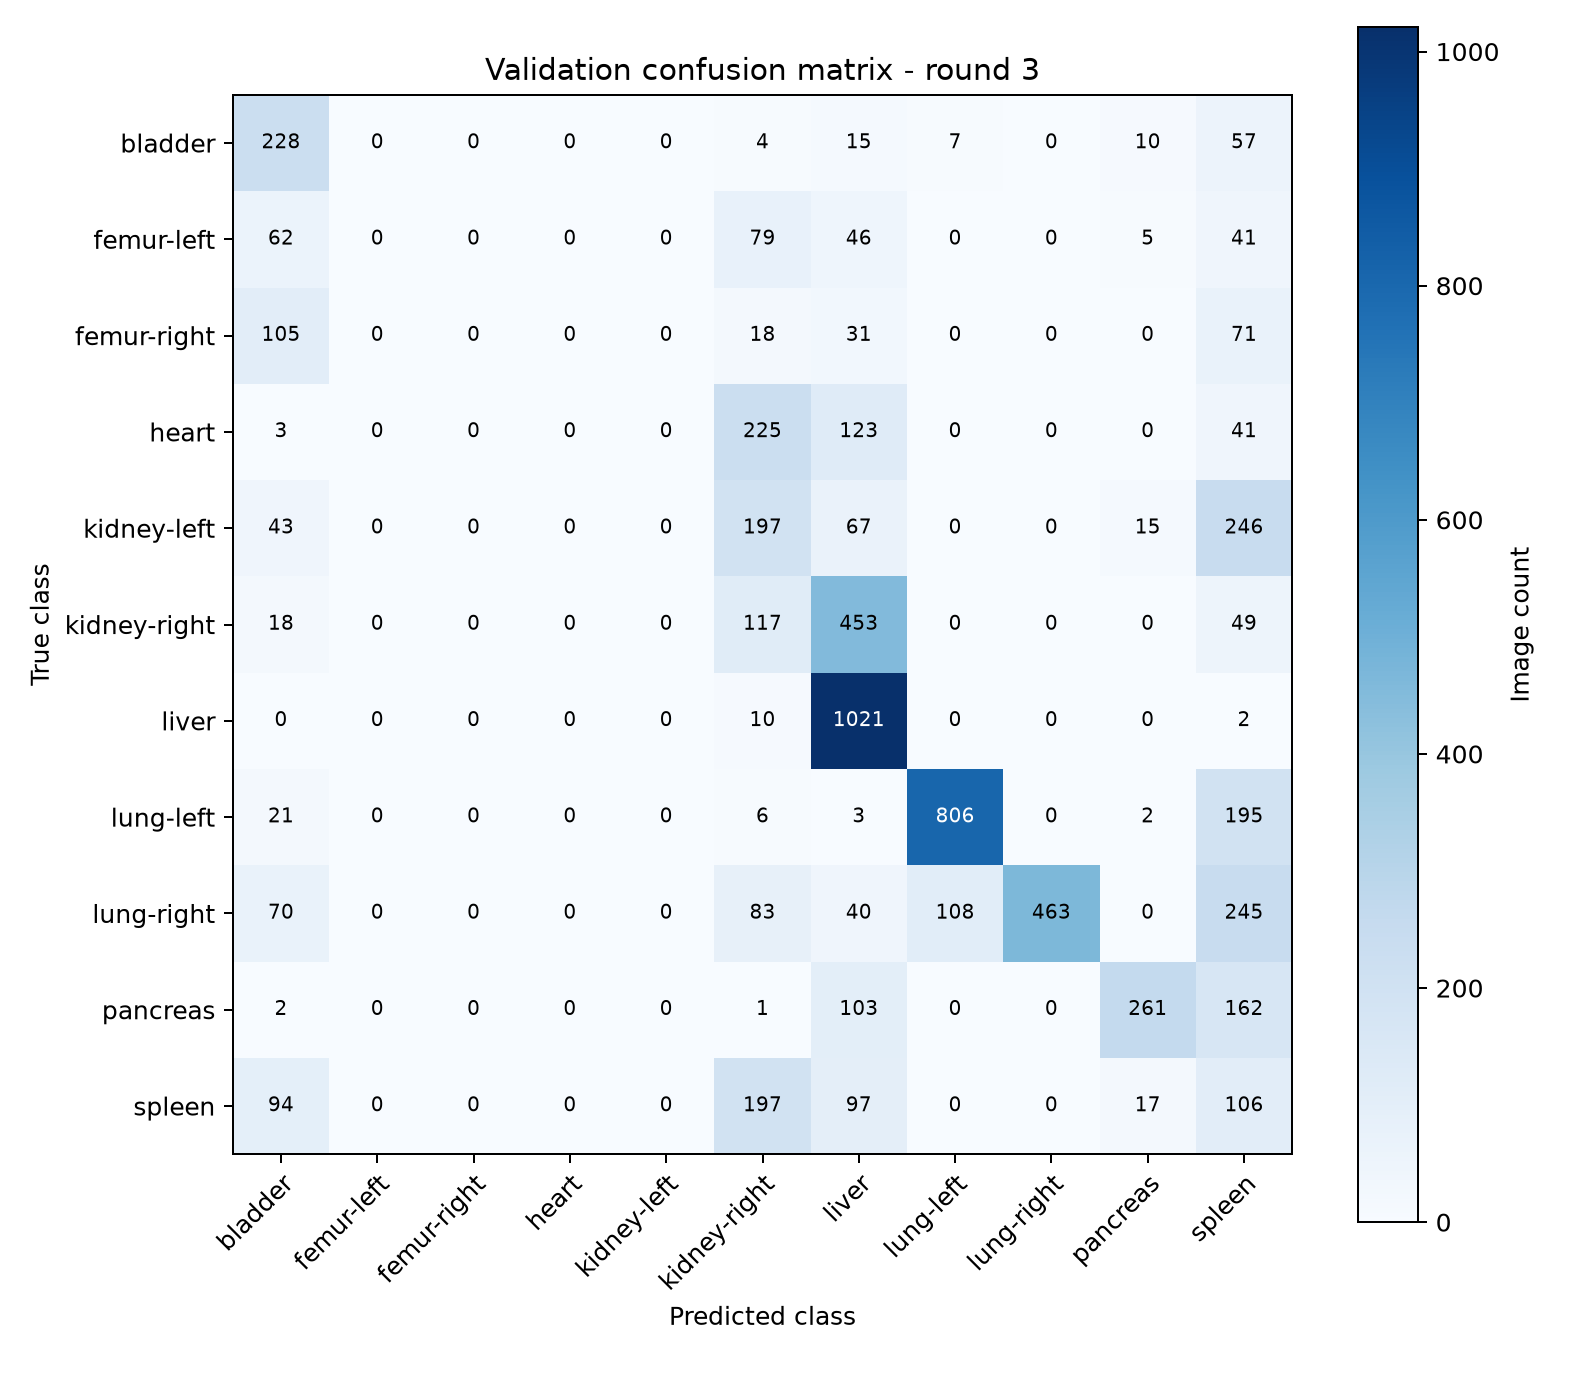 Validation confusion matrix - round 3
bladder 228 0 0 0 0 4 15 7 0 10 57
femur-left 62 0 0 0 0 79 46 0 0 5 41
femur-right 105 0 0 0 0 18 31 0 0 0 71
heart 3 0 0 0 0 225 123 0 0 0 41
kidney-left 43 0 0 0 0 197 67 0 0 15 246
kidney-right 18 0 0 0 0 117 453 0 0 0 49
liver 0 0 0 0 0 10 1021 0 0 0 2
lung-left 21 0 0 0 0 6 3 806 0 2 195
lung-right 70 0 0 0 0 83 40 108 463 0 245
pancreas 2 0 0 0 0 1 103 0 0 261 162
spleen 94 0 0 0 0 197 97 0 0 17 106
True class
bladder femur-left femur-right heart kidney-left kidney-right liver lung-left lung-right pancreas spleen
Predicted class
1000
800
600
400
200
0
Image count